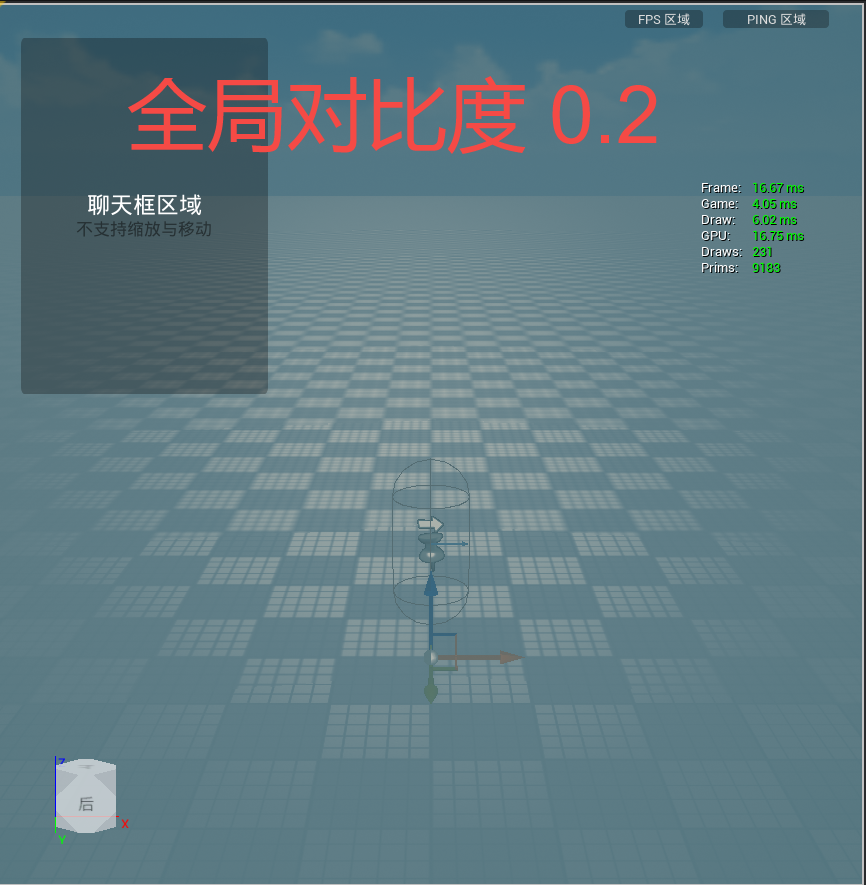 FPS 区域
PING 区域
全局对比度 0.2
聊天框区域
不支持缩放与移动
Frame: 16.67 ms
Game: 4.05 ms
Draw: 6.02 ms
GPU: 16.75 ms
Draws: 231
Prims: 9183
Z
后
X
Y